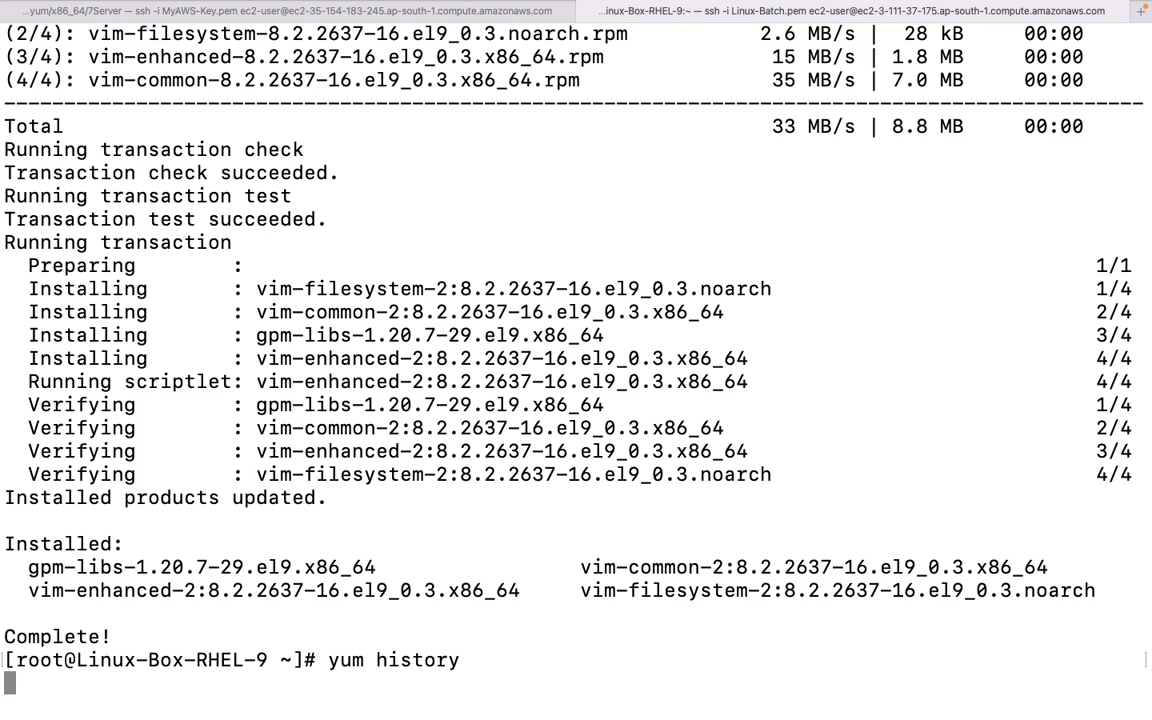 ...yum/x86_64/7Server — ssh -i MyAWS-Key.pem ec2-user@ec2-35-154-183-245.ap-south-1.compute.amazonaws.com
...inux-Box-RHEL-9:~ — ssh -i Linux-Batch.pem ec2-user@ec2-3-111-37-175.ap-south-1.compute.amazonaws.com
(2/4): vim-filesystem-8.2.2637-16.el9_0.3.noarch.rpm 2.6 MB/s | 28 kB 00:00
(3/4): vim-enhanced-8.2.2637-16.el9_0.3.x86_64.rpm 15 MB/s | 1.8 MB 00:00
(4/4): vim-common-8.2.2637-16.el9_0.3.x86_64.rpm 35 MB/s | 7.0 MB 00:00
--------------------------------------------------------------------------------
Total 33 MB/s | 8.8 MB 00:00
Running transaction check
Transaction check succeeded.
Running transaction test
Transaction test succeeded.
Running transaction
Preparing : 1/1
Installing : vim-filesystem-2:8.2.2637-16.el9_0.3.noarch 1/4
Installing : vim-common-2:8.2.2637-16.el9_0.3.x86_64 2/4
Installing : gpm-libs-1.20.7-29.el9.x86_64 3/4
Installing : vim-enhanced-2:8.2.2637-16.el9_0.3.x86_64 4/4
Running scriptlet: vim-enhanced-2:8.2.2637-16.el9_0.3.x86_64 4/4
Verifying : gpm-libs-1.20.7-29.el9.x86_64 1/4
Verifying : vim-common-2:8.2.2637-16.el9_0.3.x86_64 2/4
Verifying : vim-enhanced-2:8.2.2637-16.el9_0.3.x86_64 3/4
Verifying : vim-filesystem-2:8.2.2637-16.el9_0.3.noarch 4/4
Installed products updated.
Installed:
gpm-libs-1.20.7-29.el9.x86_64 vim-common-2:8.2.2637-16.el9_0.3.x86_64
vim-enhanced-2:8.2.2637-16.el9_0.3.x86_64 vim-filesystem-2:8.2.2637-16.el9_0.3.noarch
Complete!
[root@Linux-Box-RHEL-9 ~]# yum history